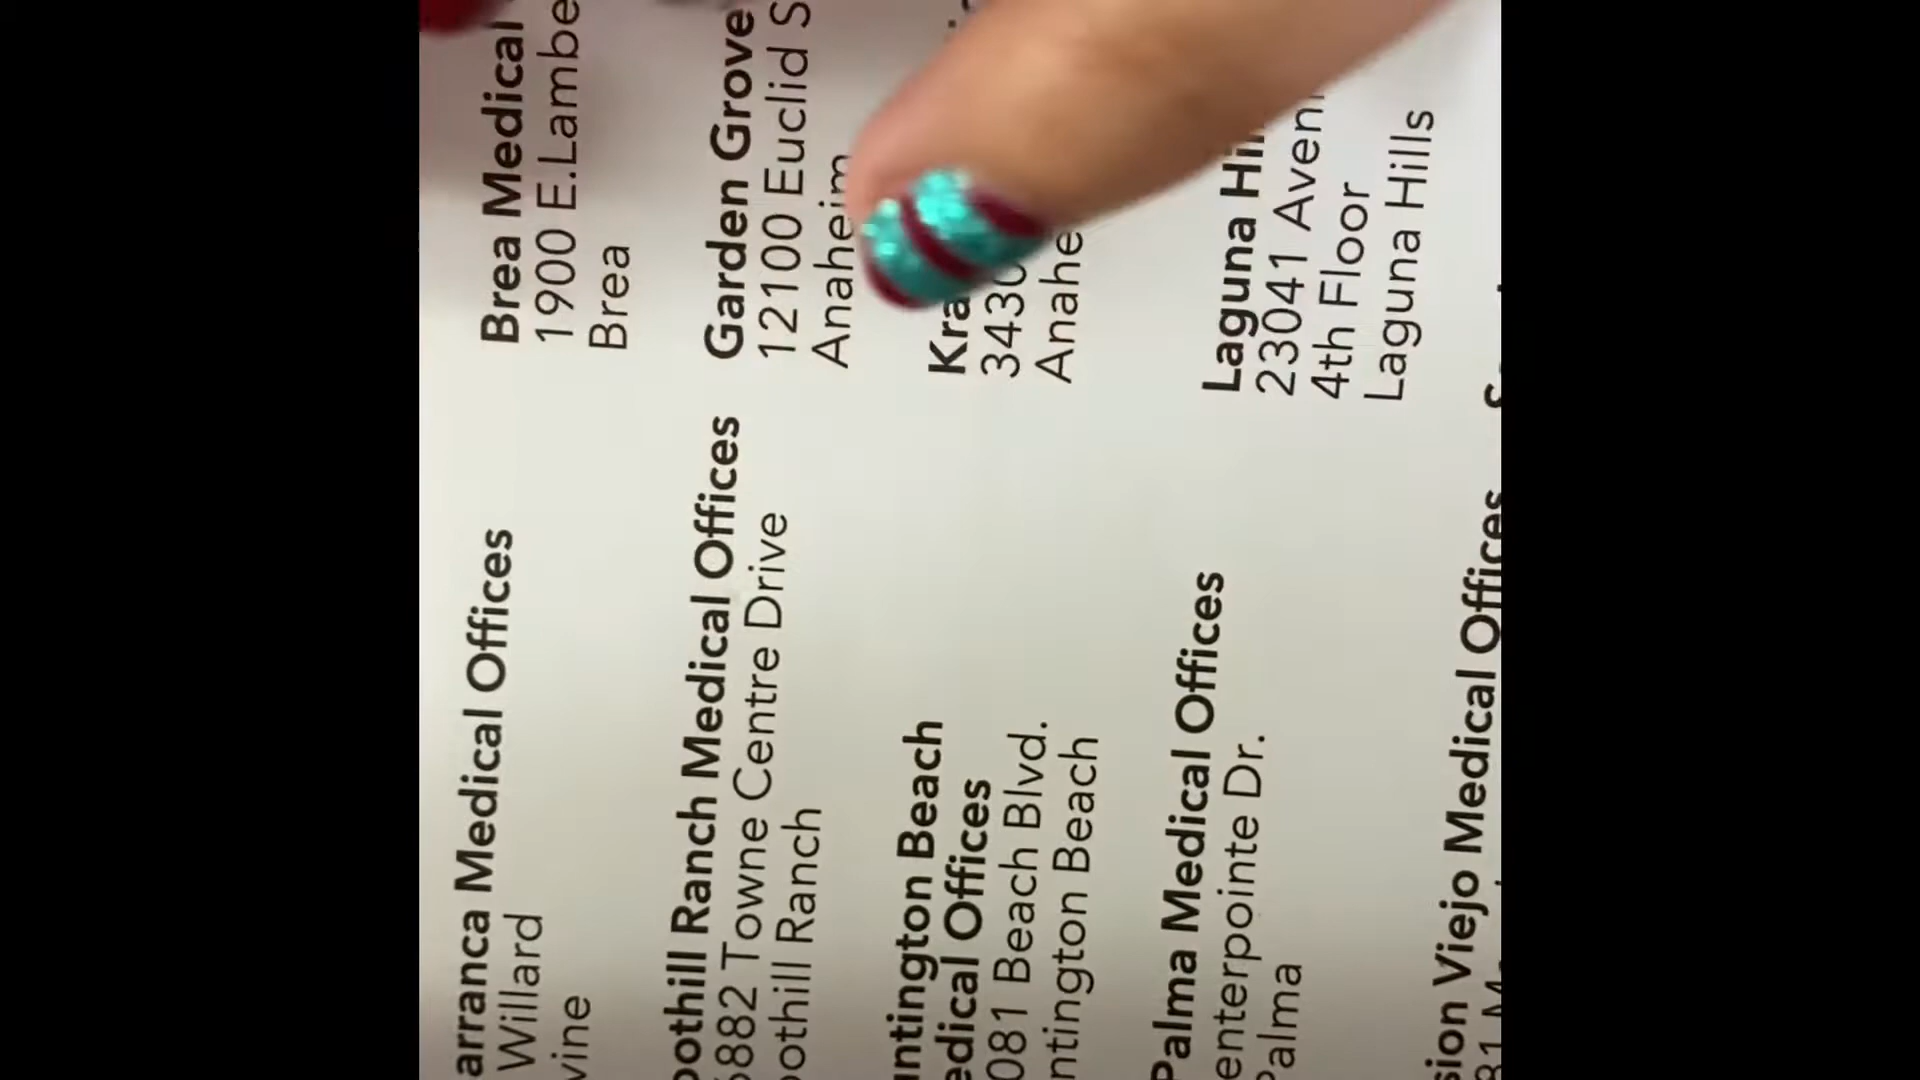 arranca Medical Offices
Willard
vine
oothill Ranch Medical Offices
882 Towne Centre Drive
oothill Ranch
untington Beach
edical Offices
081 Beach Blvd.
ntington Beach
Palma Medical Offices
enterpointe Dr.
Palma
sion Viejo Medical Offices
Brea Medical
1900 E.Lambe
Brea
Garden Grove
12100 Euclid S
Anaheim
Kra
3430
Anahe
Laguna Hil
23041 Aven
4th Floor
Laguna Hills